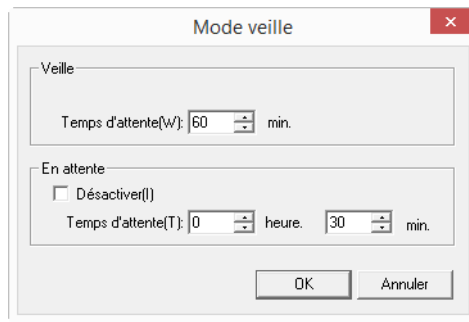 Mode veille
Veille
Temps d'attente(W): 60 min.
En attente
Désactiver(I)
Temps d'attente(T): 0 heure. 30 min.
OK Annuler